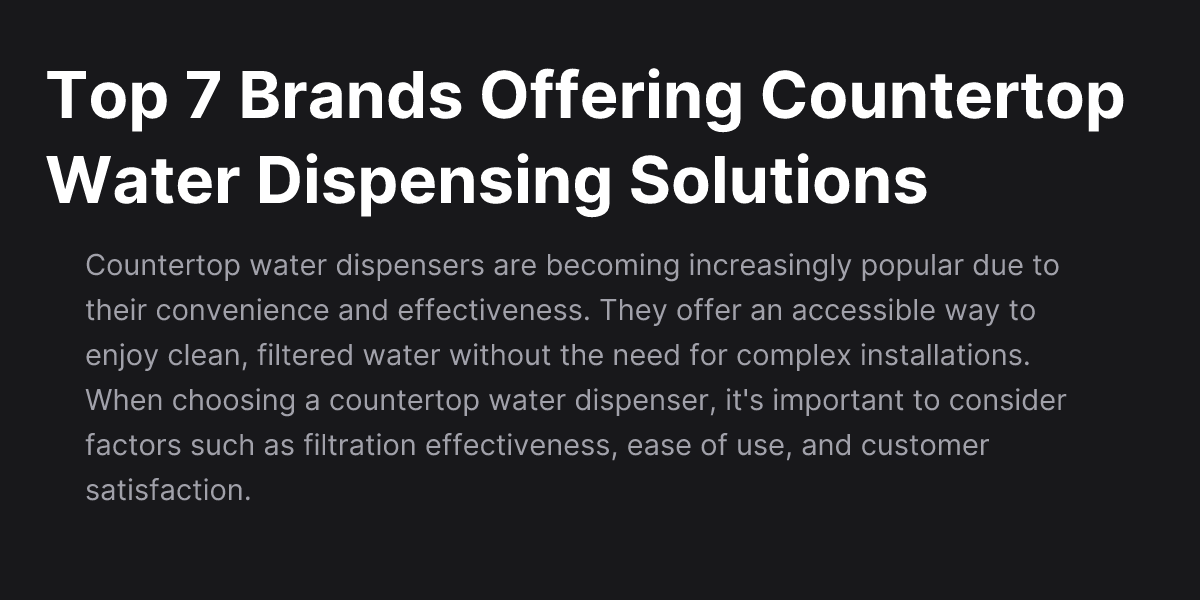 Top 7 Brands Offering Countertop
Water Dispensing Solutions
Countertop water dispensers are becoming increasingly popular due to
their convenience and effectiveness. They offer an accessible way to
enjoy clean, filtered water without the need for complex installations.
When choosing a countertop water dispenser, it's important to consider
factors such as filtration effectiveness, ease of use, and customer
satisfaction.